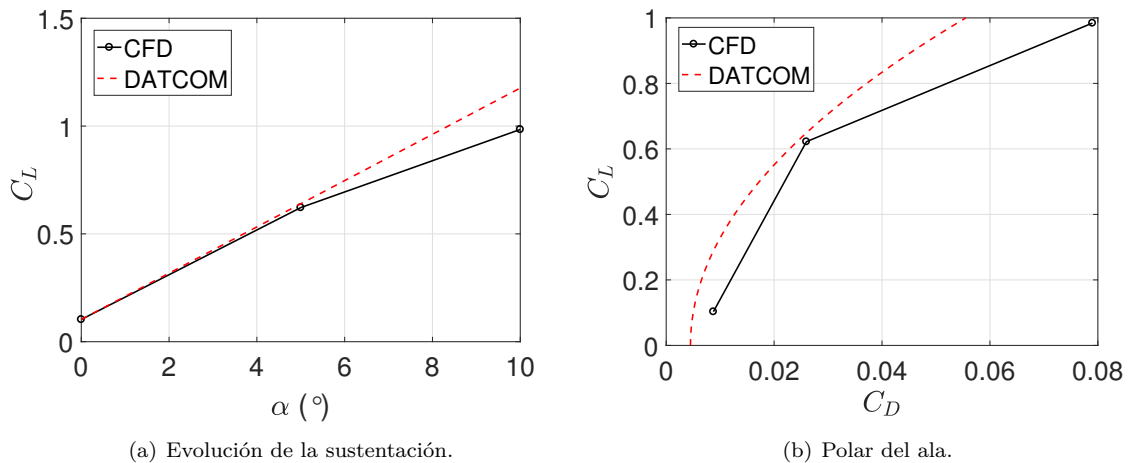 1.5
1
0.5
0
0
2
4
6
8
10
C_L
α (°)
CFD
DATCOM
(a) Evolución de la sustentación.
1
0.8
0.6
0.4
0.2
0
0
0.02
0.04
0.06
0.08
C_L
C_D
CFD
DATCOM
(b) Polar del ala.